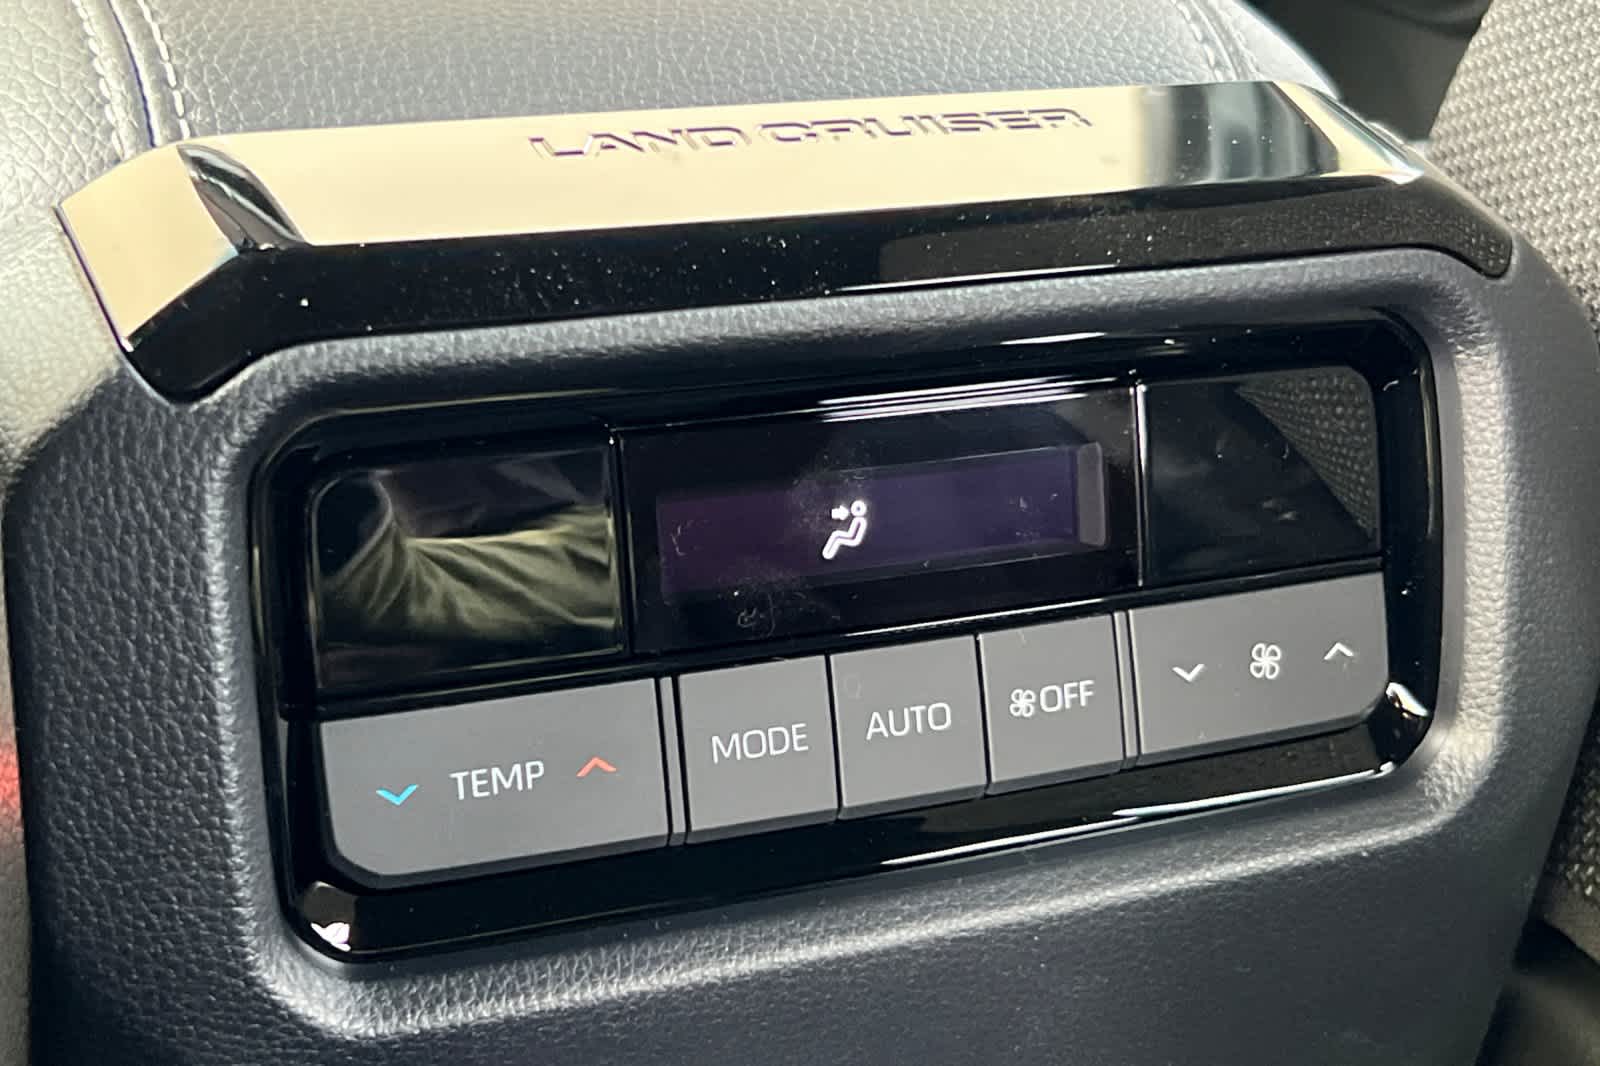 LAND CRUISER
TEMP
MODE
AUTO
OFF